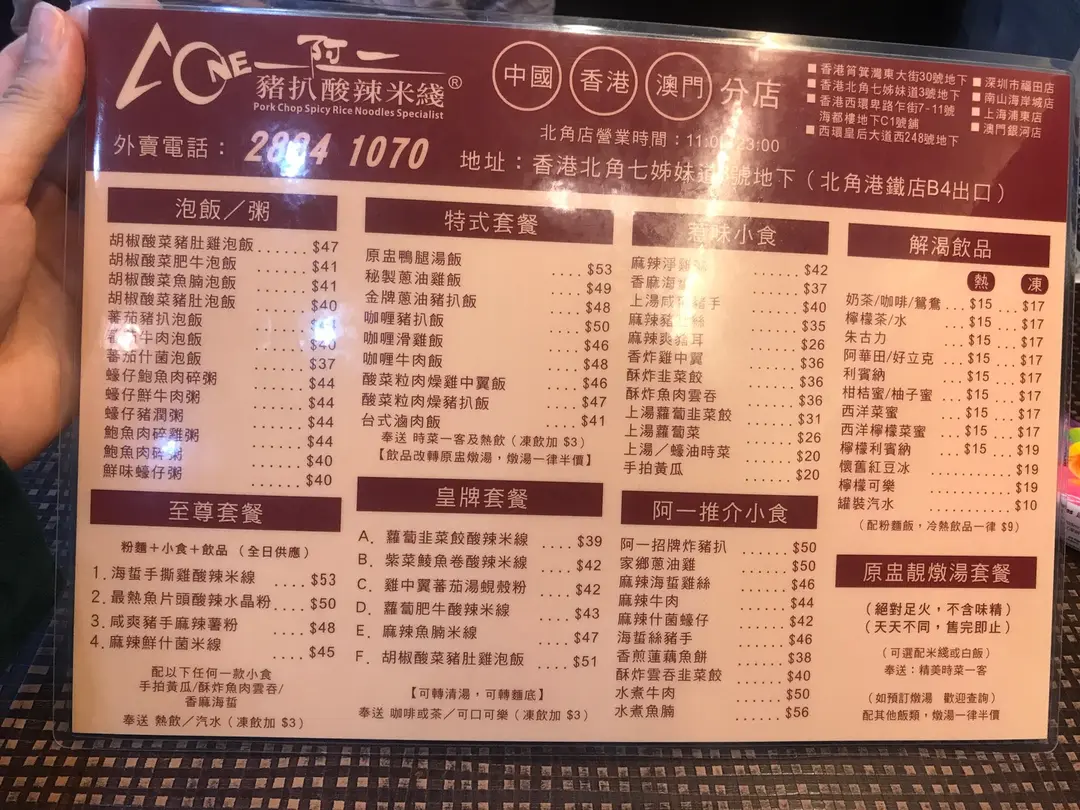 A ONE 阿一
豬扒酸辣米綫®
Pork Chop Spicy Rice Noodles Specialist
中國 香港 澳門 分店
■香港筲箕灣東大街30號地下
■香港北角七姊妹道3號地下
■香港西環卑路乍街7-11號
海都樓地下C1號鋪
■西環皇后大道西248號地下
■深圳市福田店
■南山海岸城店
■上海浦東店
■澳門銀河店
外賣電話： 2884 1070
北角店營業時間：11:00 23:00
地址：香港北角七姊妹道 號地下（北角港鐵店B4出口）
泡飯／粥
胡椒酸菜豬肚雞泡飯 ...... $47
胡椒酸菜肥牛泡飯 ...... $41
胡椒酸菜魚腩泡飯 ...... $41
胡椒酸菜豬肚泡飯 ...... $40
蕃茄豬扒泡飯
牛肉泡飯 $40
蕃茄什菌泡飯 ...... $37
蠔仔鮑魚肉碎粥 ...... $44
蠔仔鮮牛肉粥 ...... $44
蠔仔豬潤粥 ...... $44
鮑魚肉碎雞粥 ...... $44
鮑魚肉碎粥 ...... $40
鮮味蠔仔粥 ...... $40
至尊套餐
粉麵＋小食＋飲品（全日供應）
1. 海蜇手撕雞酸辣米線 .... $53
2. 最熱魚片頭酸辣水晶粉 .... $50
3. 咸爽豬手麻辣薯粉 .... $48
4. 麻辣鮮什菌米線 .... $45
配以下任何一款小食
手拍黃瓜/酥炸魚肉雲吞/
香麻海蜇
奉送 熱飲／汽水（凍飲加 $3）
特式套餐
原盅鴨腿湯飯 .... $53
秘製蔥油雞飯 .... $49
金牌蔥油豬扒飯 .... $48
咖喱豬扒飯 .... $50
咖喱滑雞飯 .... $46
咖喱牛肉飯 .... $48
酸菜粒肉燥雞中翼飯 .... $46
酸菜粒肉燥豬扒飯 .... $47
台式滷肉飯 .... $41
奉送 時菜一客及熱飲（凍飲加 $3）
【飲品改轉原盅燉湯，燉湯一律半價】
皇牌套餐
A. 蘿蔔韭菜餃酸辣米線 .... $39
B. 紫菜鯪魚卷酸辣米線 .... $42
C. 雞中翼蕃茄湯蜆殼粉 .... $42
D. 蘿蔔肥牛酸辣米線 .... $43
E. 麻辣魚腩米線 .... $47
F. 胡椒酸菜豬肚雞泡飯 .... $51
【可轉清湯，可轉麵底】
奉送 咖啡或茶／可口可樂（凍飲加 $3）
惹味小食
麻辣淨雞 ...... $42
香麻海蜇 ...... $37
上湯咸 豬手 ...... $40
麻辣豬 絲 ...... $35
麻辣爽豬耳 ...... $26
香炸雞中翼 ...... $36
酥炸韭菜餃 ...... $36
酥炸魚肉雲吞 ...... $36
上湯蘿蔔韭菜餃 ...... $31
上湯蘿蔔菜 ...... $26
上湯／蠔油時菜 ...... $20
手拍黃瓜 ...... $20
阿一推介小食
阿一招牌炸豬扒 ...... $50
家鄉蔥油雞 ...... $50
麻辣海蜇雞絲 ...... $46
麻辣牛肉 ...... $44
麻辣什菌蠔仔 ...... $42
海蜇絲豬手 ...... $46
香煎蓮藕魚餅 ...... $38
酥炸雲吞韭菜餃 ...... $40
水煮牛肉 ...... $50
水煮魚腩 ...... $56
解渴飲品
熱 凍
奶茶/咖啡/鴛鴦 ... $15 ... $17
檸檬茶/水 ... $15 ... $17
朱古力 ... $15 ... $17
阿華田/好立克 ... $15 ... $17
利賓納 ... $15 ... $17
柑桔蜜/柚子蜜 ... $15 ... $17
西洋菜蜜 ... $15 ... $17
西洋檸檬菜蜜 ... $15 ... $17
檸檬利賓納 ... $15 ... $19
懷舊紅豆冰 ............ $19
檸檬可樂 ............ $19
罐裝汽水 ............ $10
（配粉麵飯，冷熱飲品一律 $9）
原盅靚燉湯套餐
（絕對足火，不含味精）
（天天不同，售完即止）
（可選配米綫或白飯）
奉送：精美時菜一客
（如預訂燉湯 歡迎查詢）
配其他飯類，燉湯一律半價